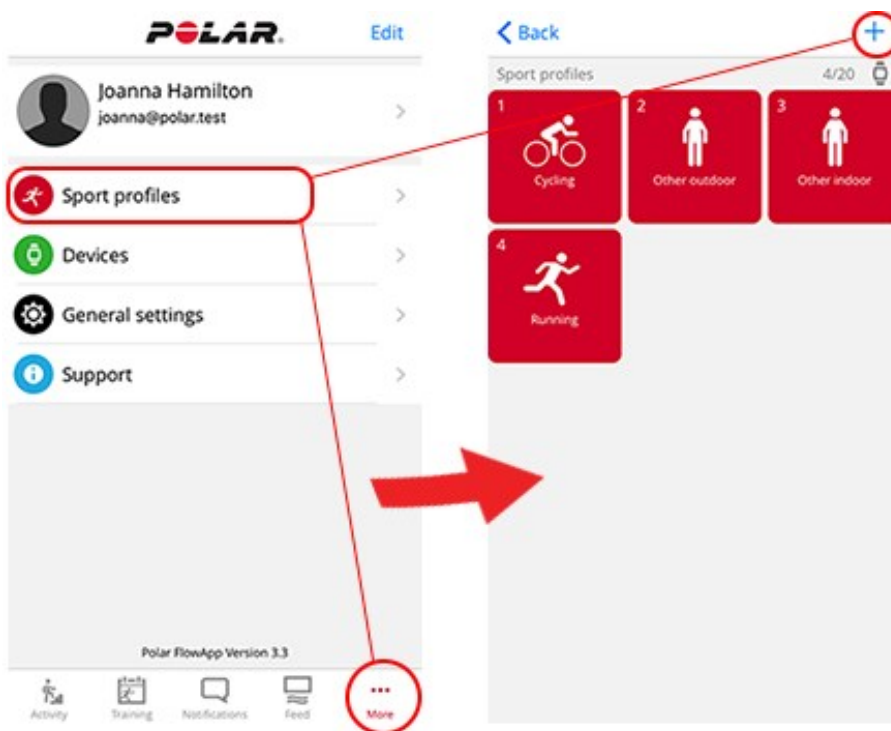 POLAR.
Edit
Joanna Hamilton
joanna@polar.test
Sport profiles
Devices
General settings
Support
Polar FlowApp Version 3.3
Activity
Training
Notifications
Feed
More
Back
Sport profiles
4/20
1
Cycling
2
Other outdoor
3
Other indoor
4
Running